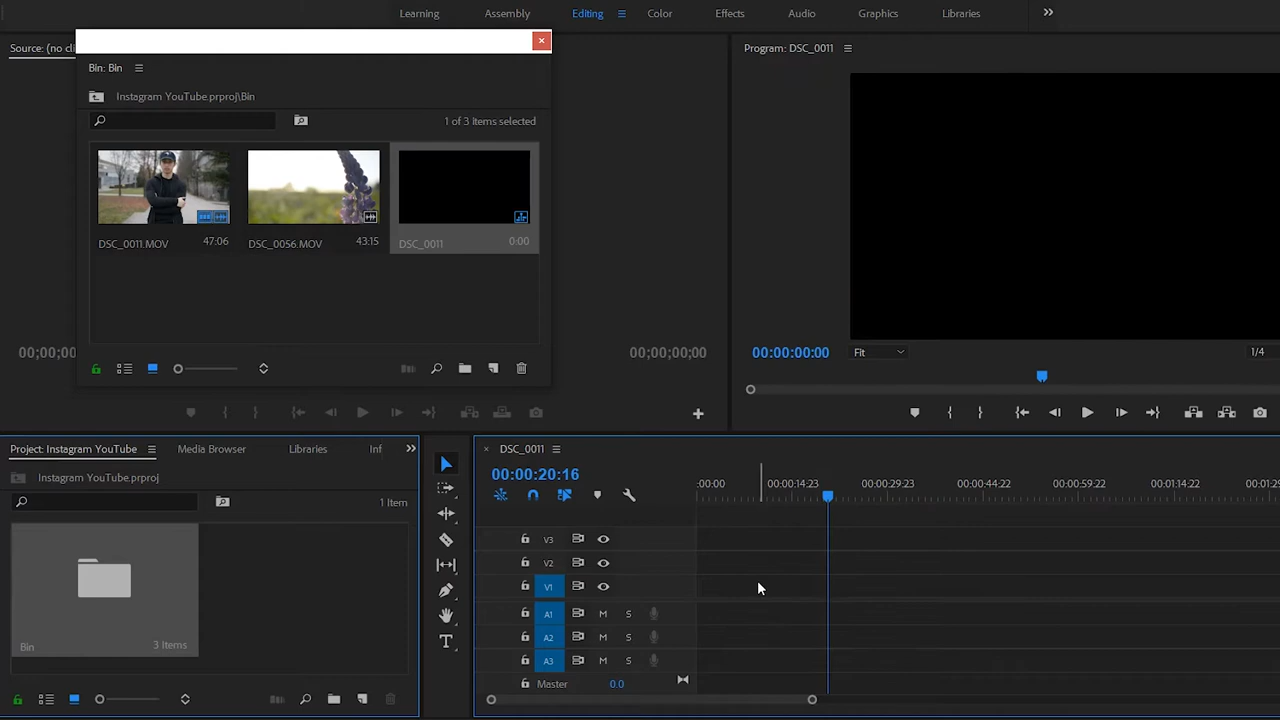 Learning Assembly Editing Color Effects Audio Graphics Libraries
Source: (no cli
Program: DSC_0011
Bin: Bin
Instagram YouTube.prproj\Bin
1 of 3 Items selected
DSC_0011.MOV 47:06
DSC_0056.MOV 43:15
DSC_0011 0:00
00;00;00
00;00;00;00
00:00:00:00
Fit
1/4
Project: Instagram YouTube
Media Browser
Libraries
Inf
Instagram YouTube.prproj
1 Item
Bin 3 Items
DSC_0011
00:00:20:16
:00:00 00:00:14:23 00:00:29:23 00:00:44:22 00:00:59:22 00:01:14:22 00:01:29
V3
V2
V1
A1 M S
A2 M S
A3 M S
Master 0.0